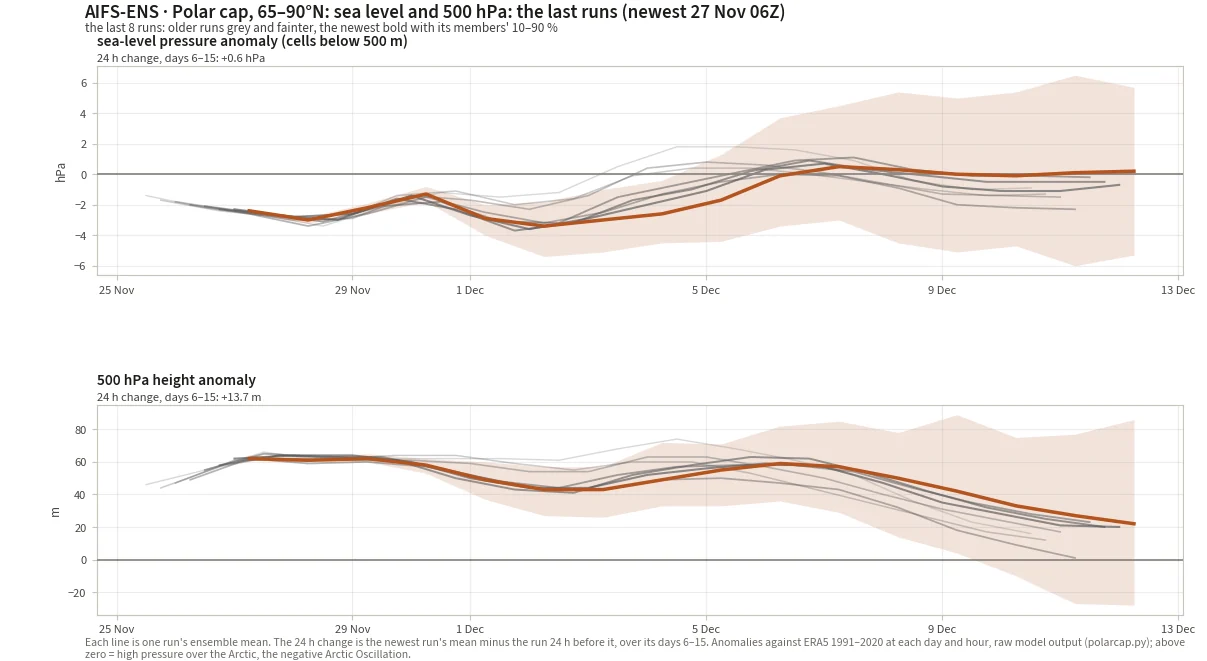 AIFS-ENS · Polar cap, 65–90°N: sea level and 500 hPa: the last runs (newest 27 Nov 06Z)
the last 8 runs: older runs grey and fainter, the newest bold with its members' 10–90 %
sea-level pressure anomaly (cells below 500 m)
24 h change, days 6–15: +0.6 hPa
6
4
2
0
−2
−4
−6
hPa
25 Nov
29 Nov
1 Dec
5 Dec
9 Dec
13 Dec
500 hPa height anomaly
24 h change, days 6–15: +13.7 m
80
60
40
20
0
−20
m
25 Nov
29 Nov
1 Dec
5 Dec
9 Dec
13 Dec
Each line is one run's ensemble mean. The 24 h change is the newest run's mean minus the run 24 h before it, over its days 6–15. Anomalies against ERA5 1991–2020 at each day and hour, raw model output (polarcap.py); above
zero = high pressure over the Arctic, the negative Arctic Oscillation.